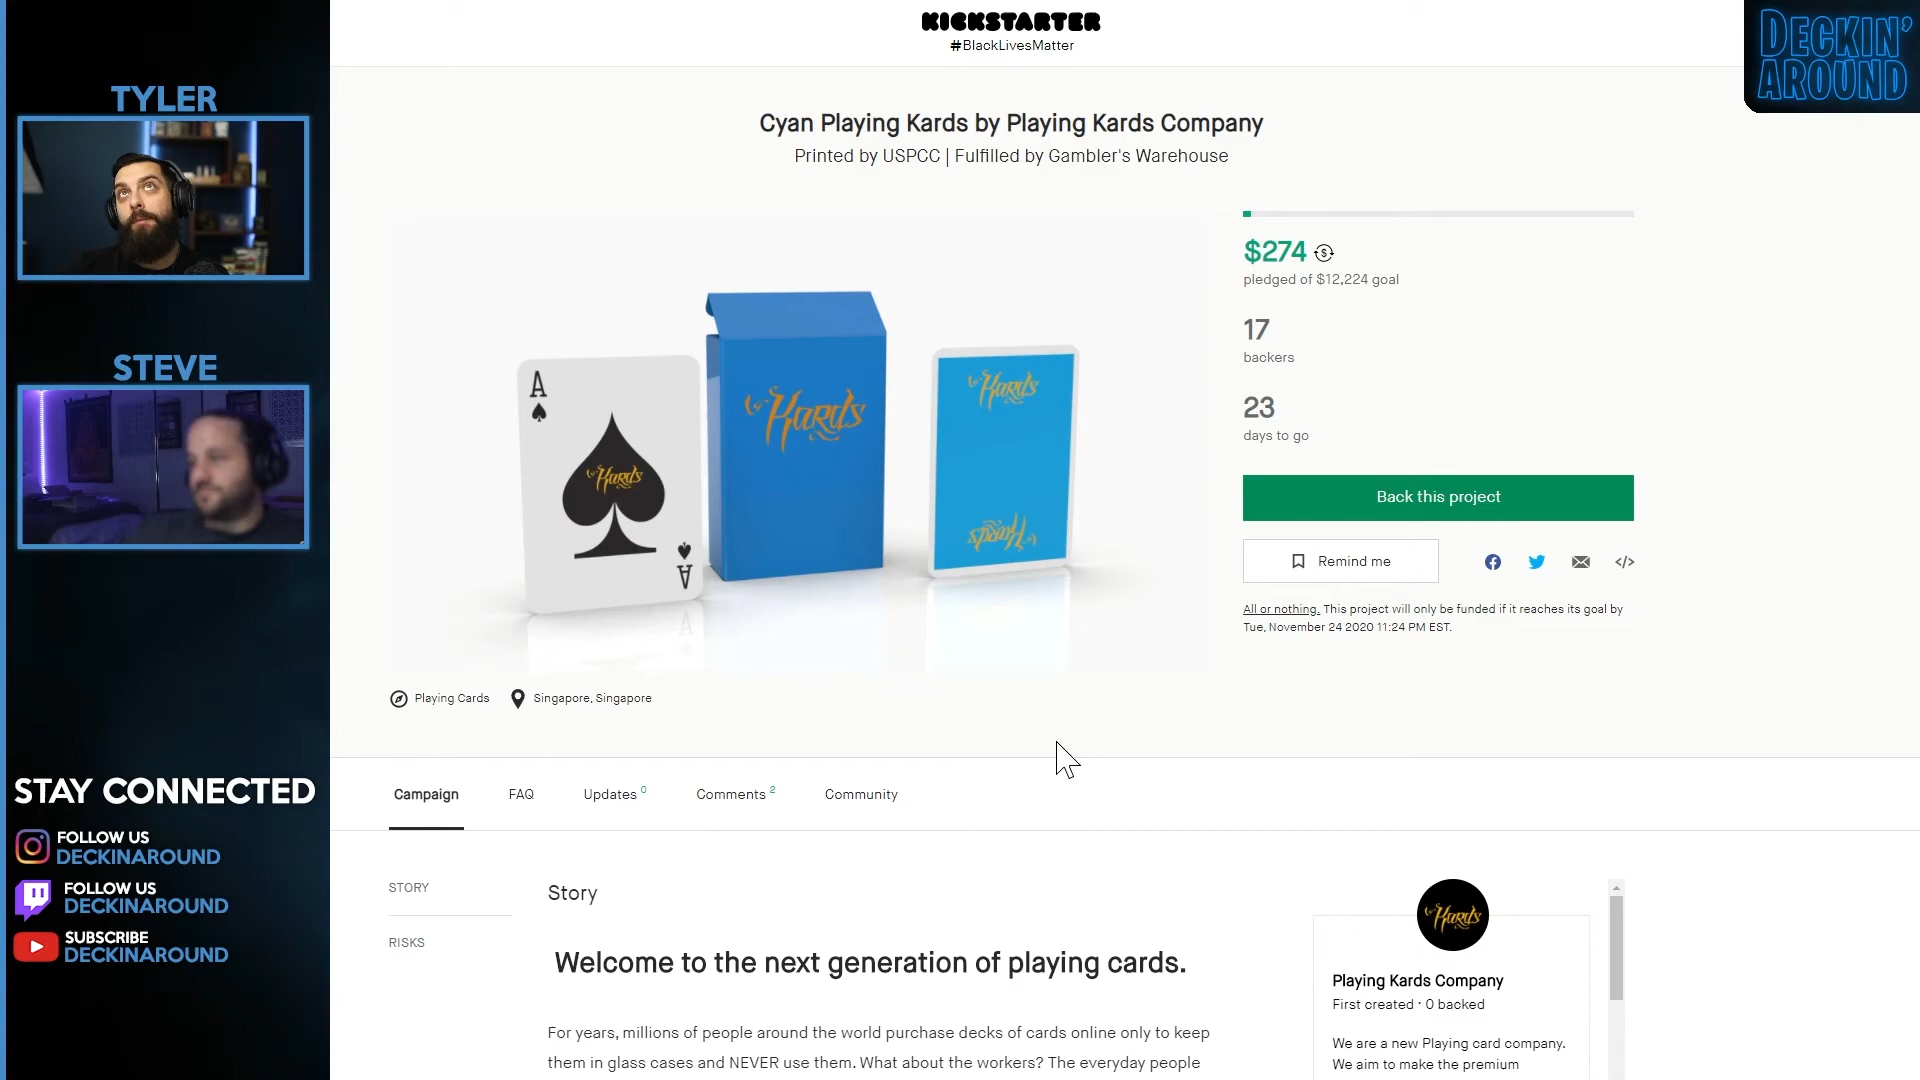 KICKSTARTER
#BlackLivesMatter
DECKIN'
AROUND
TYLER
STEVE
STAY CONNECTED
FOLLOW US
DECKINAROUND
FOLLOW US
DECKINAROUND
SUBSCRIBE
DECKINAROUND
Cyan Playing Kards by Playing Kards Company
Printed by USPCC | Fulfilled by Gambler's Warehouse
A
Kards
A
Kards
Kards
Kards
$274
pledged of $12,224 goal
17
backers
23
days to go
Back this project
Remind me
All or nothing. This project will only be funded if it reaches its goal by
Tue, November 24 2020 11:24 PM EST.
Playing Cards
Singapore, Singapore
Campaign
FAQ
Updates 0
Comments 2
Community
STORY
RISKS
Story
Welcome to the next generation of playing cards.
For years, millions of people around the world purchase decks of cards online only to keep
them in glass cases and NEVER use them. What about the workers? The everyday people
Kards
Playing Kards Company
First created · 0 backed
We are a new Playing card company.
We aim to make the premium